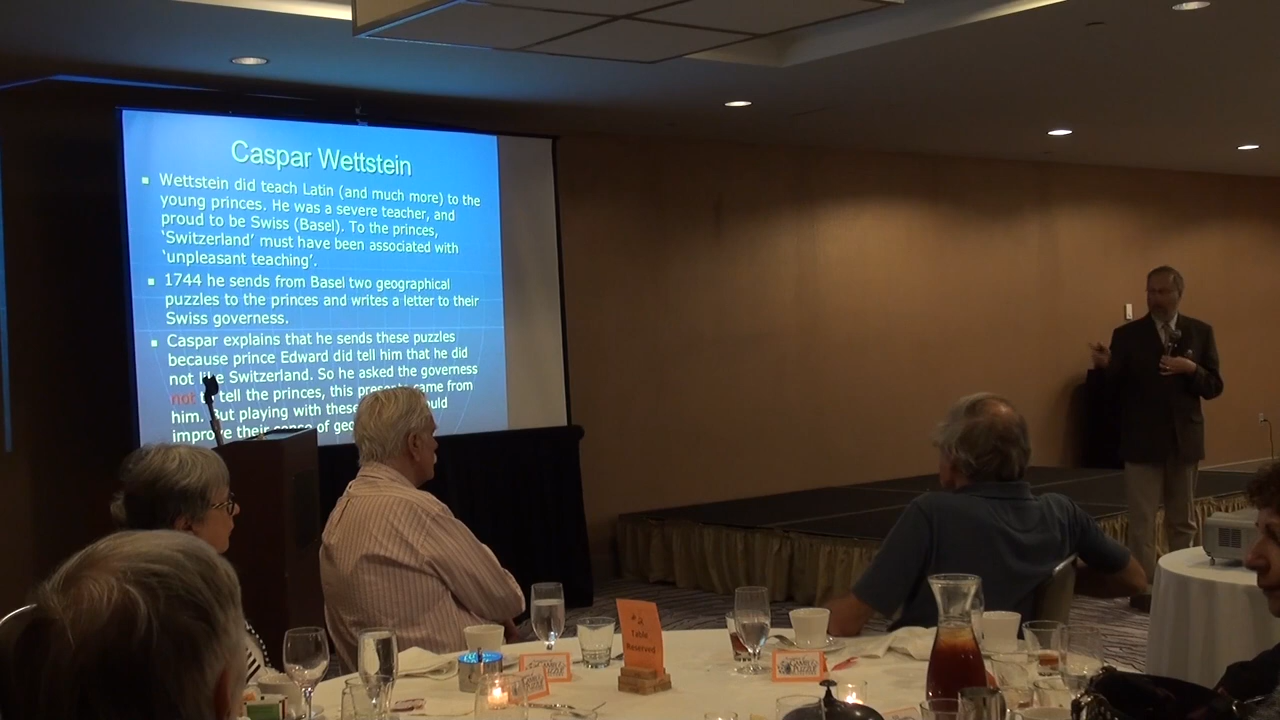 Caspar Wettstein
Wettstein did teach Latin (and much more) to the
young princes. He was a severe teacher, and
proud to be Swiss (Basel). To the princes,
‘Switzerland’ must have been associated with
‘unpleasant teaching’.
1744 he sends from Basel two geographical
puzzles to the princes and writes a letter to their
Swiss governess.
Caspar explains that he sends these puzzles
because prince Edward did tell him that he did
not like Switzerland. So he asked the governess
not tell the princes, this came from
him. But playing with these
improve their sense of
Table
Reserved